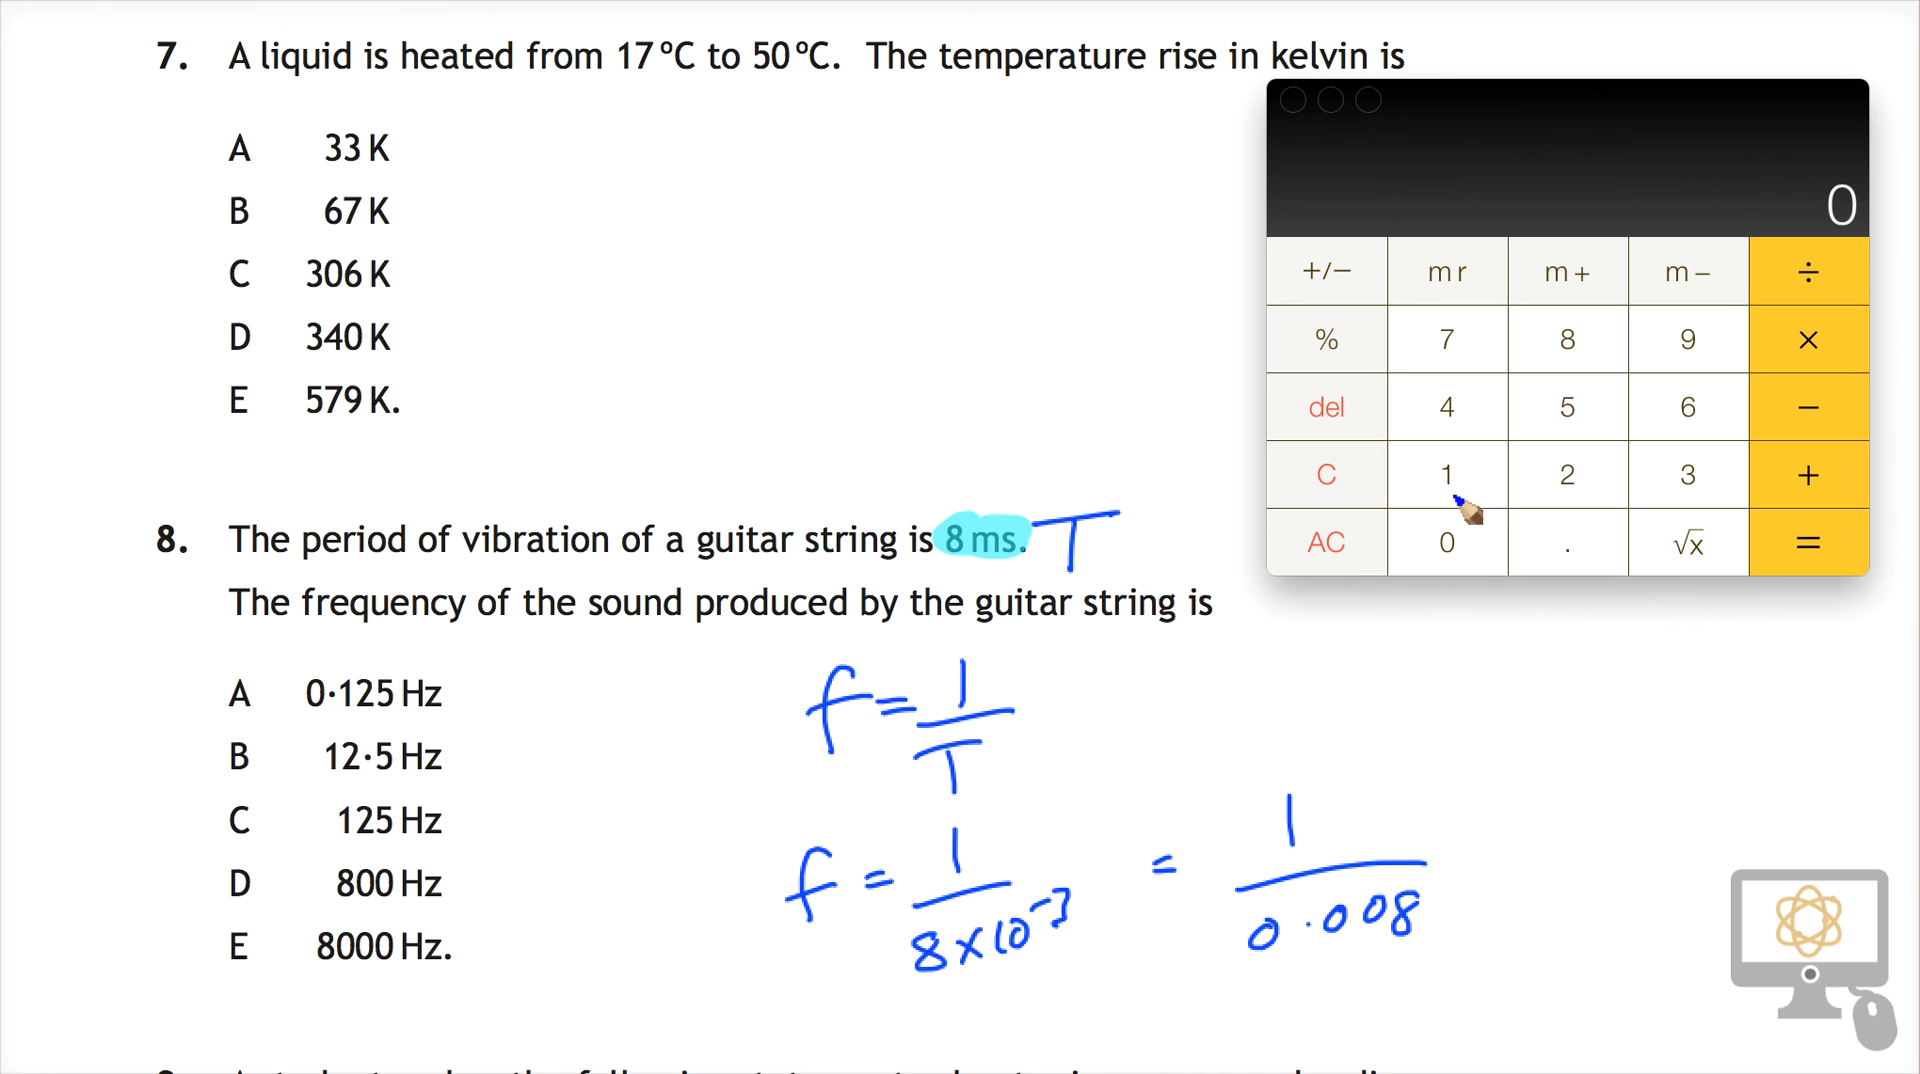 7. A liquid is heated from 17 °C to 50 °C. The temperature rise in kelvin is
A 33 K
B 67 K
C 306 K
D 340 K
E 579 K.
0
+/− m r m + m − ÷
% 7 8 9 ×
del 4 5 6 −
C 1 2 3 +
AC 0 . √x =
8. The period of vibration of a guitar string is 8 ms. T
The frequency of the sound produced by the guitar string is
A 0·125 Hz
B 12·5 Hz
C 125 Hz
D 800 Hz
E 8000 Hz.
f = 1/T
f = 1/8×10⁻³ = 1/0.008